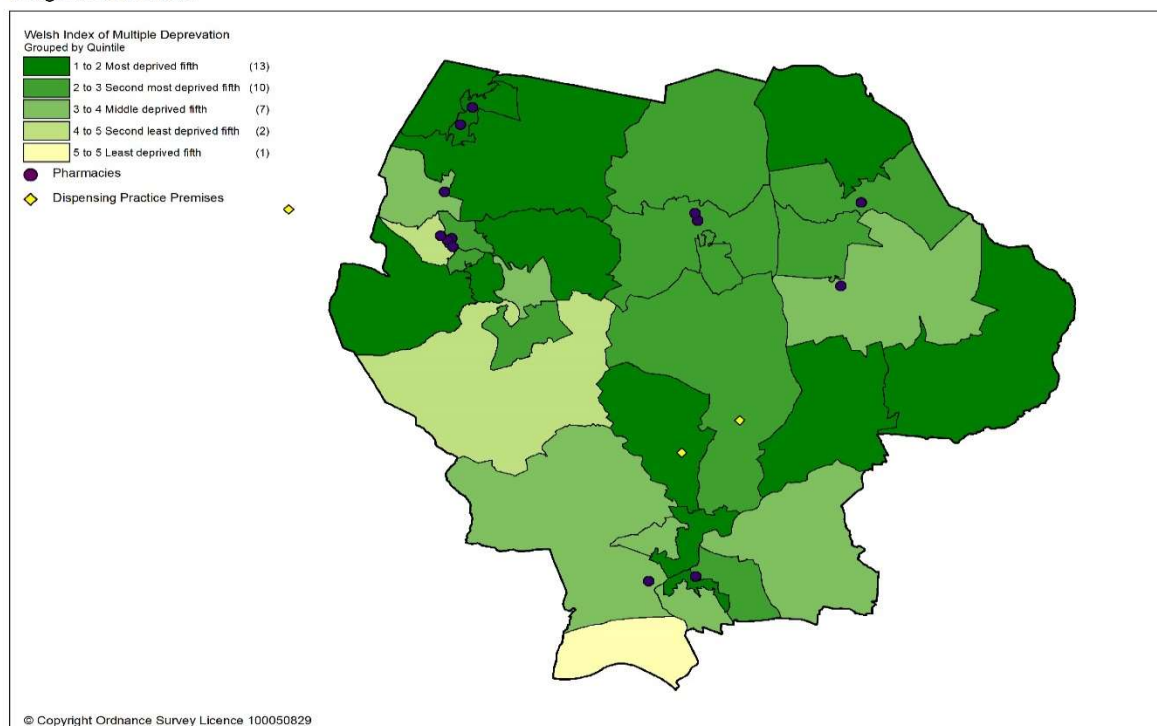 Welsh Index of Multiple Deprevation
Grouped by Quintile
1 to 2 Most deprived fifth (13)
2 to 3 Second most deprived fifth (10)
3 to 4 Middle deprived fifth (7)
4 to 5 Second least deprived fifth (2)
5 to 5 Least deprived fifth (1)
Pharmacies
Dispensing Practice Premises
© Copyright Ordnance Survey Licence 100050829